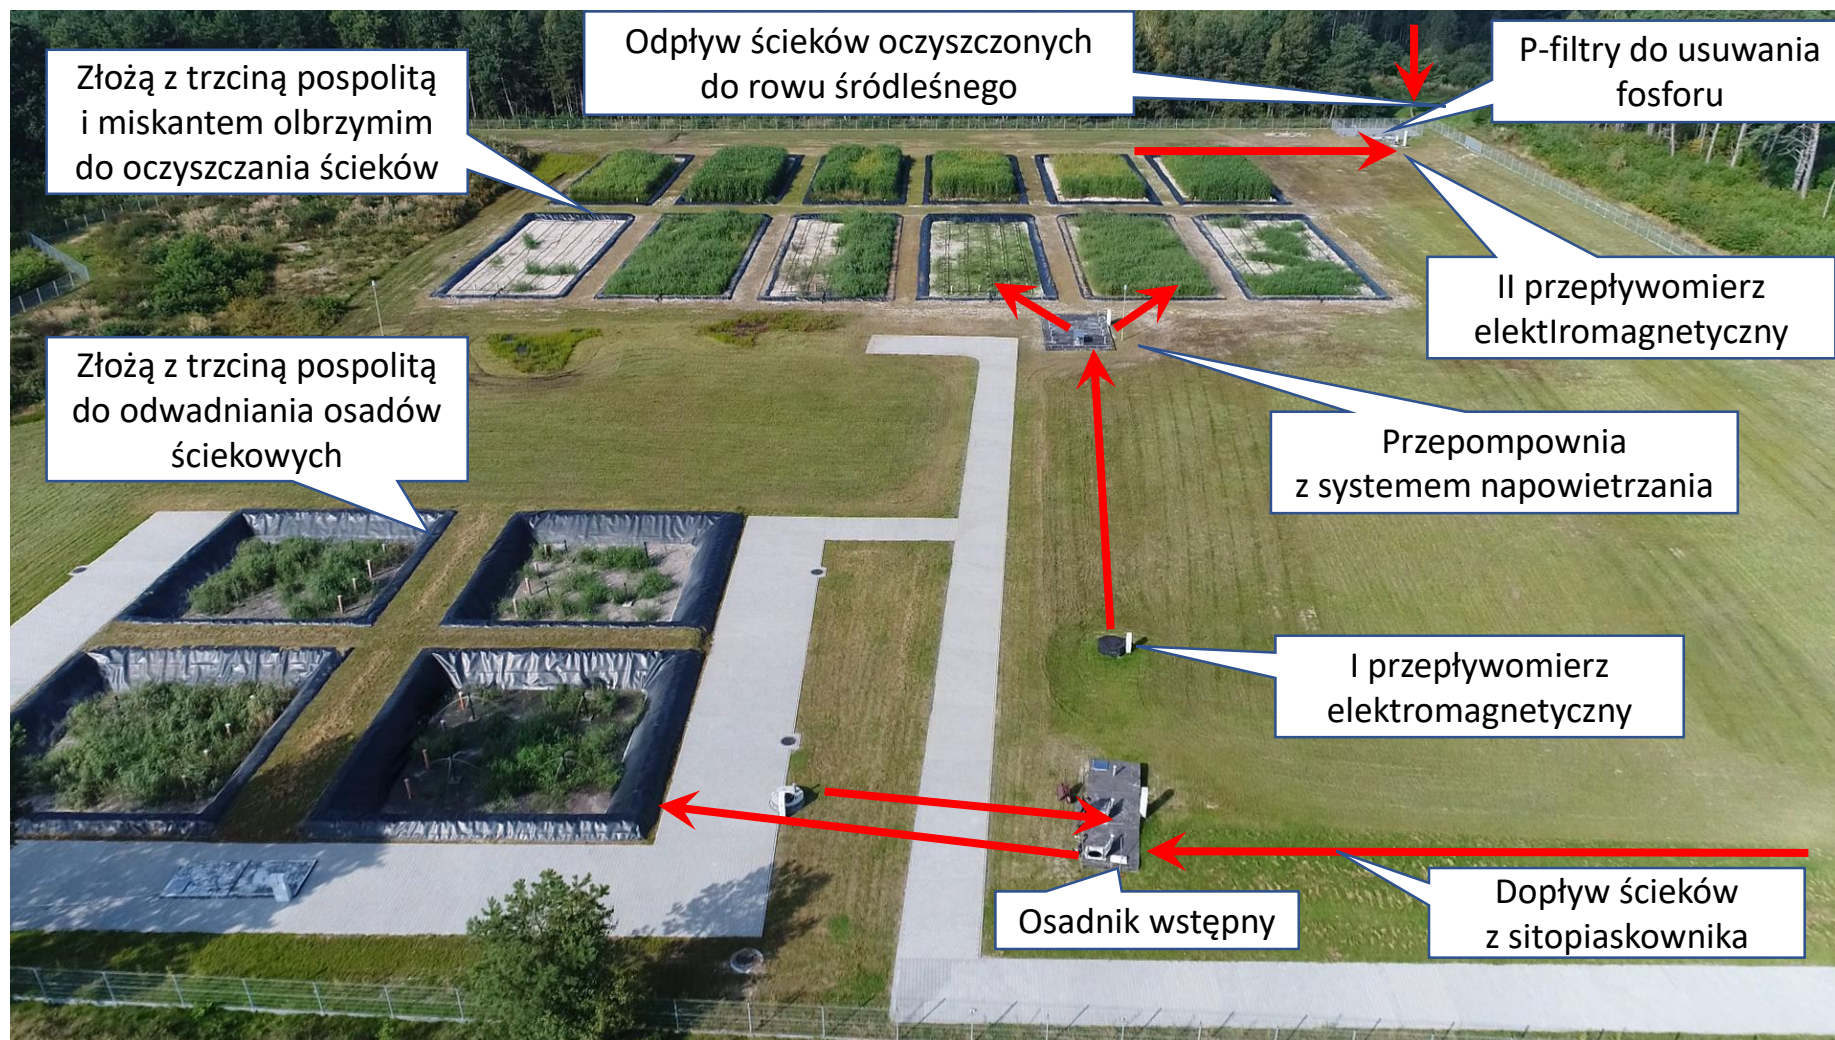 Odpływ ścieków oczyszczonych
do rowu śródleśnego
P-filtry do usuwania
fosforu
Złożą z trzciną pospolitą
i miskantem olbrzymim
do oczyszczania ścieków
II przepływomierz
elektIromagnetyczny
Złożą z trzciną pospolitą
do odwadniania osadów
ściekowych
Przepompownia
z systemem napowietrzania
I przepływomierz
elektromagnetyczny
Osadnik wstępny
Dopływ ścieków
z sitopiaskownika